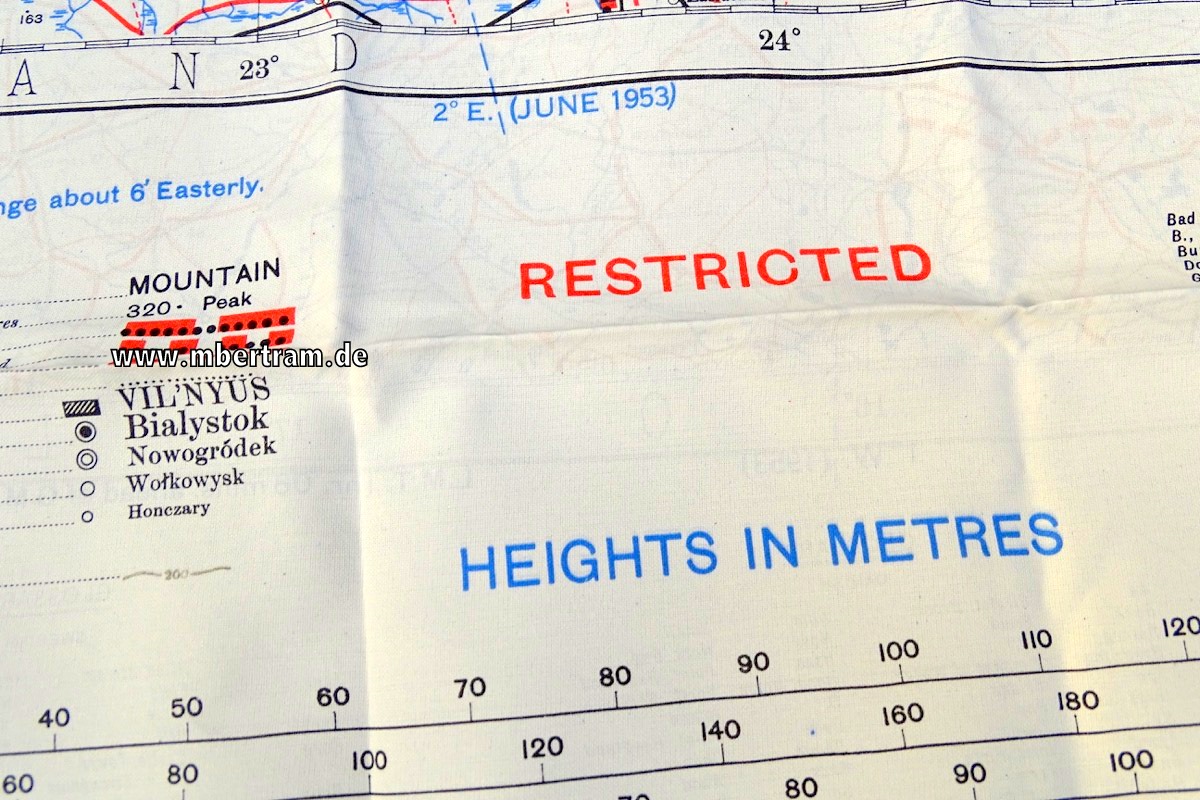 163
A N 23° D 24°
2° E. (JUNE 1953)
about 6' Easterly.
Bad
B.,
Bu
Do
G
RESTRICTED
MOUNTAIN
320 · Peak
www.mbertram.de
VIL'NYUS
Bialystok
Nowogródek
Wołkowysk
Honczary
200
HEIGHTS IN METRES
40 50 60 70 80 90 100 110 120
60 80 100 120 140 160 180
80 90 100